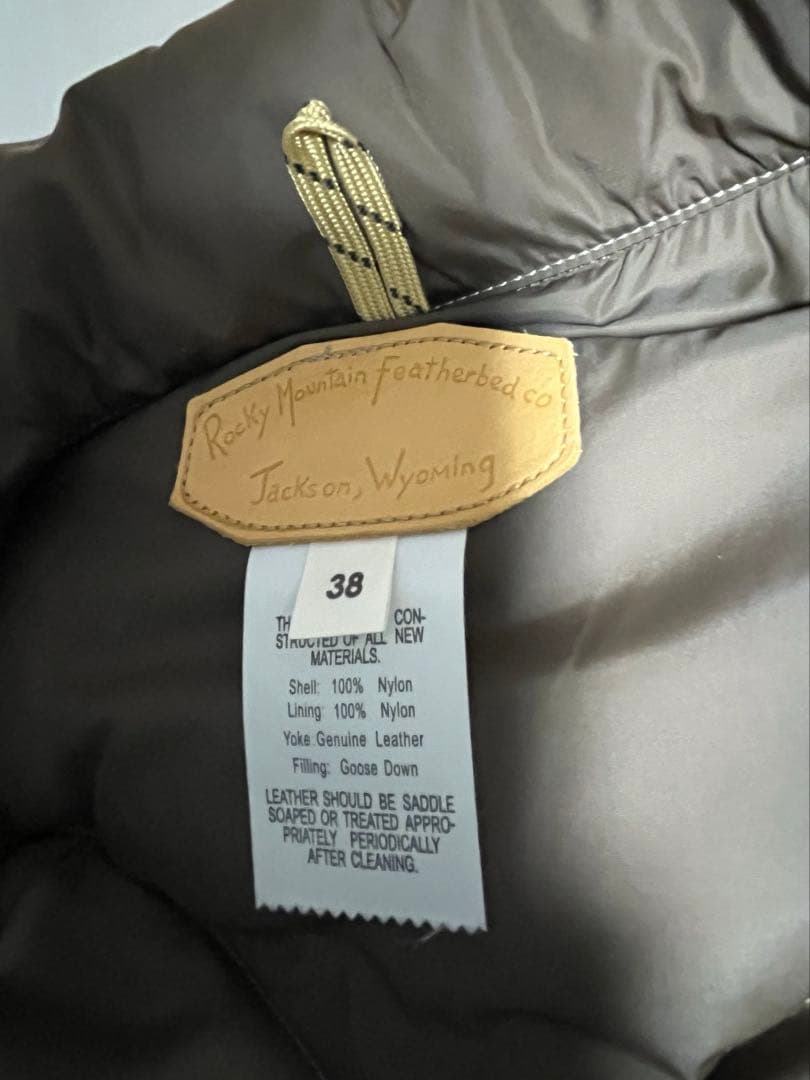 Rocky Mountain Featherbed co
Jackson, Wyoming
38
TH CON-
STRUCTED OF ALL NEW
MATERIALS.
Shell: 100% Nylon
Lining: 100% Nylon
Yoke:Genuine Leather
Filling: Goose Down
LEATHER SHOULD BE SADDLE
SOAPED OR TREATED APPRO-
PRIATELY PERIODICALLY
AFTER CLEANING.